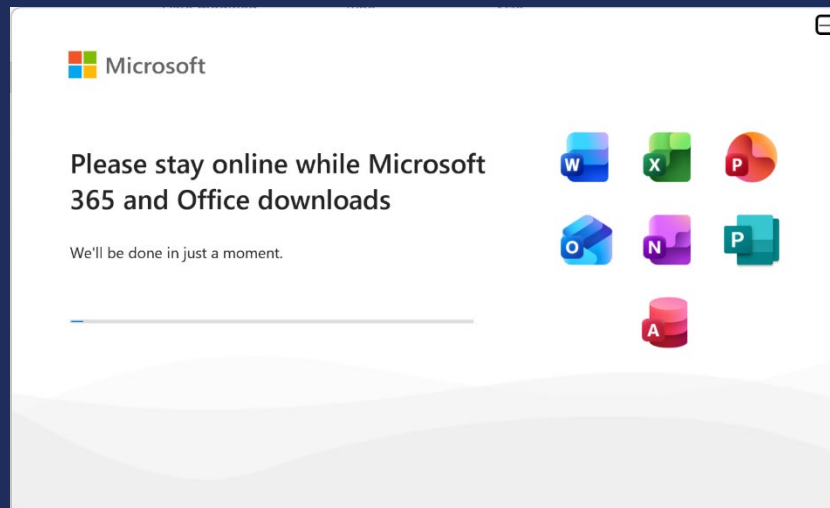 Microsoft
Please stay online while Microsoft
365 and Office downloads
We'll be done in just a moment.
W
X
P
O
N
P
A